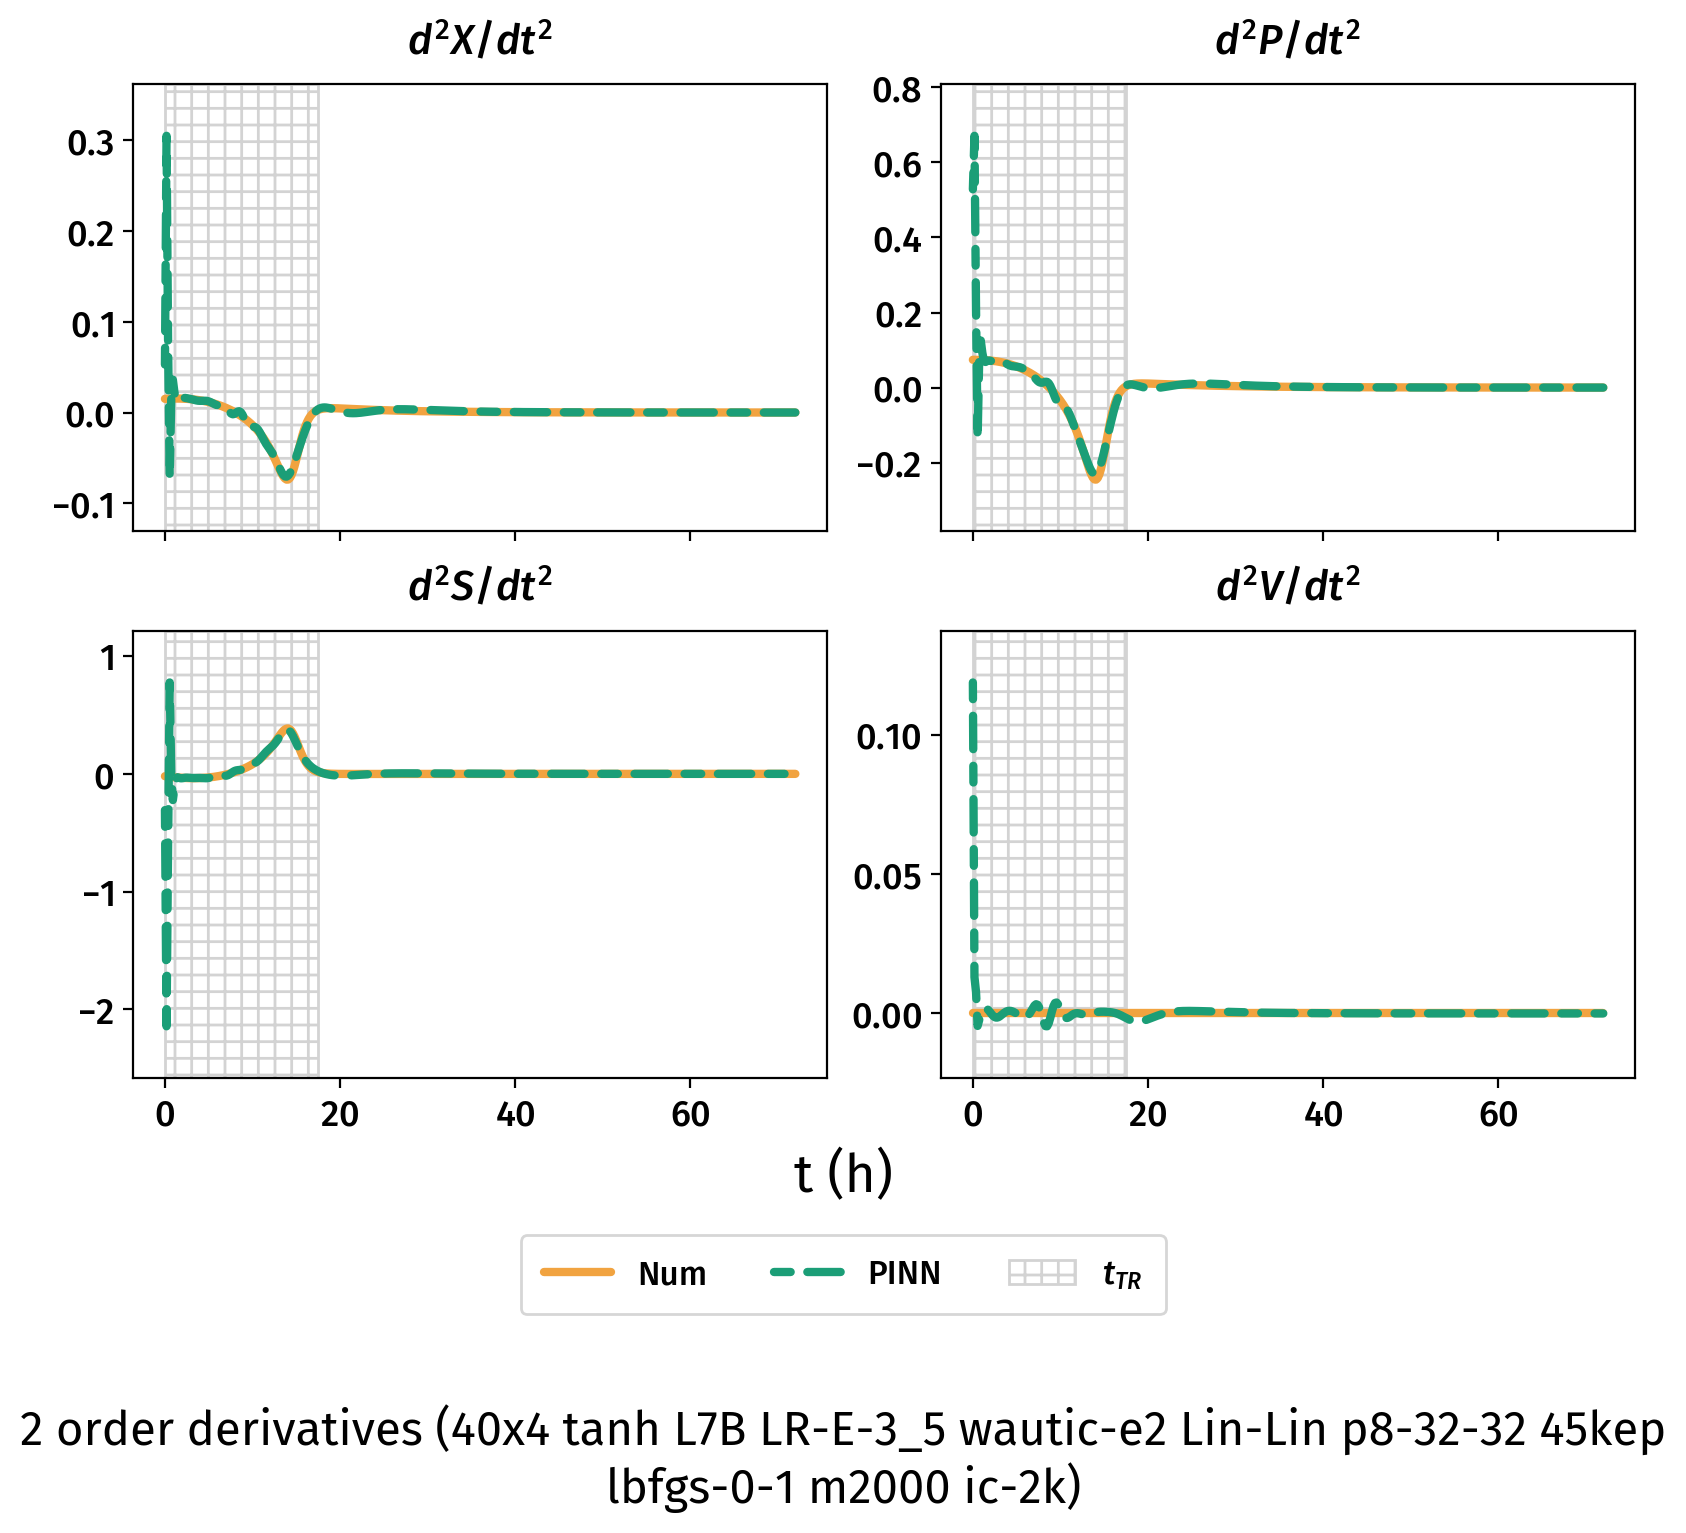 d²X/dt²
d²P/dt²
0.3
0.2
0.1
0.0
−0.1
0.8
0.6
0.4
0.2
0.0
−0.2
d²S/dt²
d²V/dt²
1
0
−1
−2
0 20 40 60
0.10
0.05
0.00
0 20 40 60
t (h)
Num PINN t_TR
2 order derivatives (40x4 tanh L7B LR-E-3_5 wautic-e2 Lin-Lin p8-32-32 45kep
lbfgs-0-1 m2000 ic-2k)